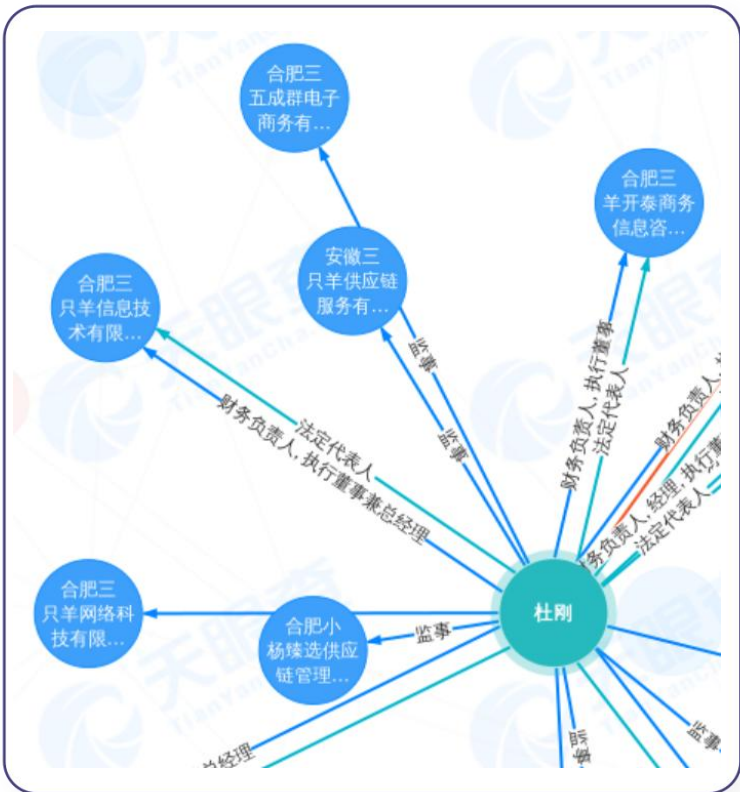 合肥三
五成群电子
商务有...
合肥三
羊开泰商务
信息咨...
安徽三
只羊供应链
服务有...
合肥三
只羊信息技
术有限...
监事
监事
财务负责人, 执行董事
法定代表人
财务负责人,
法定代表人
财务负责人, 执行董事兼总经理
务负责人, 经理, 执行董
法定代表人
合肥三
只羊网络科
技有限...
合肥小
杨臻选供应
链管理...
监事
杜刚
总经理
监事
监事
天眼查
TianYanCha